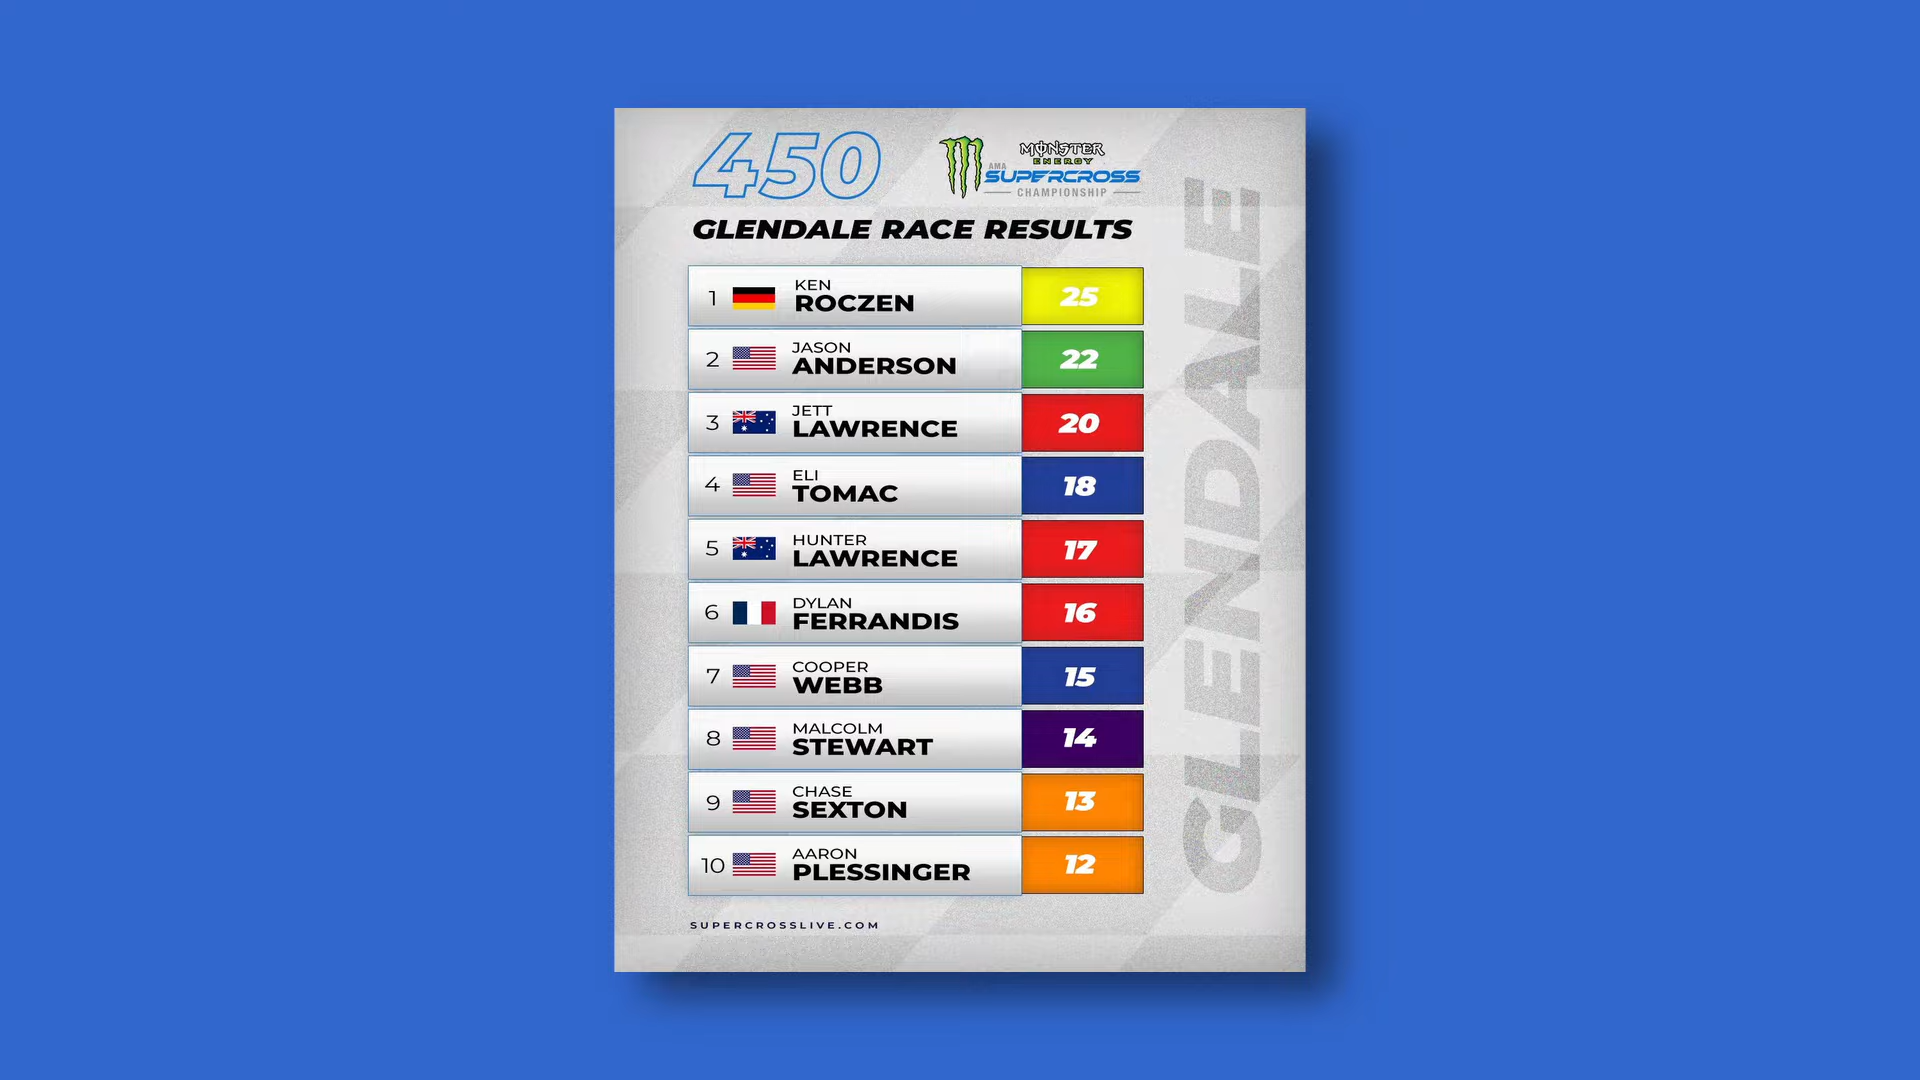 450
MONSTER
ENERGY
AMA
SUPERCROSS
CHAMPIONSHIP
GLENDALE RACE RESULTS
1 KEN ROCZEN 25
2 JASON ANDERSON 22
3 JETT LAWRENCE 20
4 ELI TOMAC 18
5 HUNTER LAWRENCE 17
6 DYLAN FERRANDIS 16
7 COOPER WEBB 15
8 MALCOLM STEWART 14
9 CHASE SEXTON 13
10 AARON PLESSINGER 12
SUPERCROSSLIVE.COM
GLENDALE